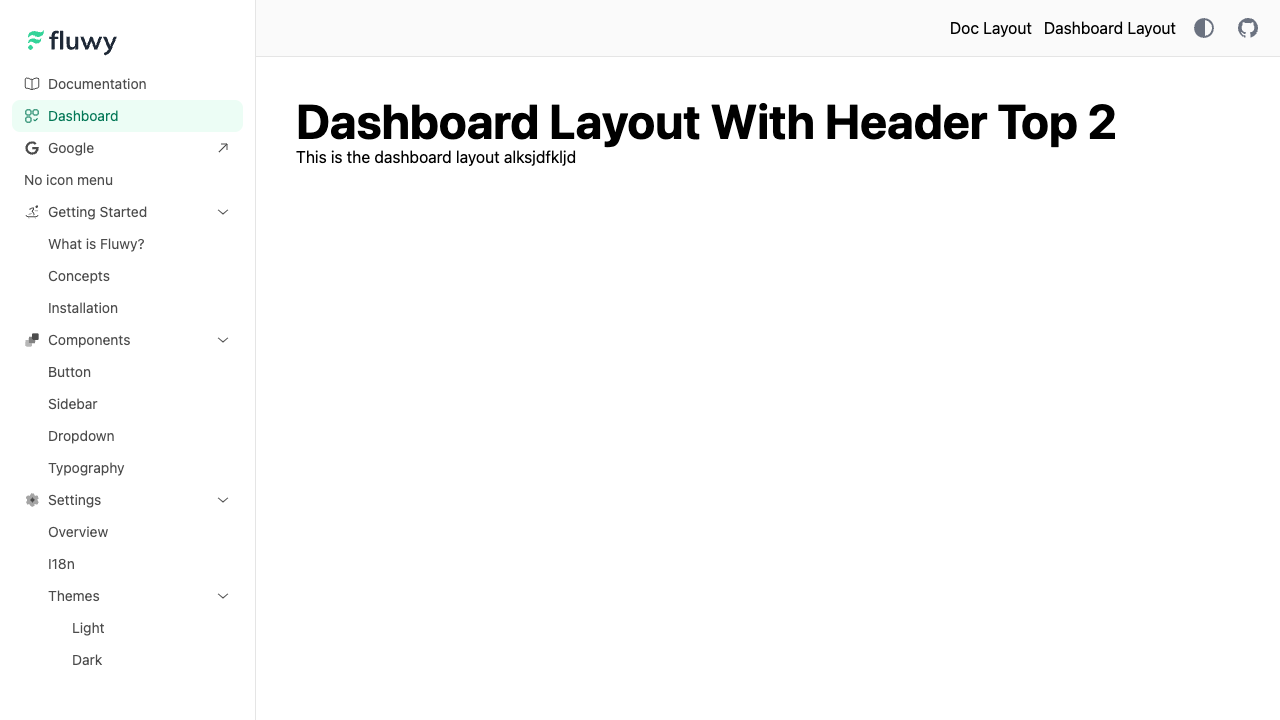 fluwy
Documentation
Dashboard
Google
No icon menu
Getting Started
What is Fluwy?
Concepts
Installation
Components
Button
Sidebar
Dropdown
Typography
Settings
Overview
I18n
Themes
Light
Dark
Doc Layout Dashboard Layout
Dashboard Layout With Header Top 2
This is the dashboard layout alksjdfkljd